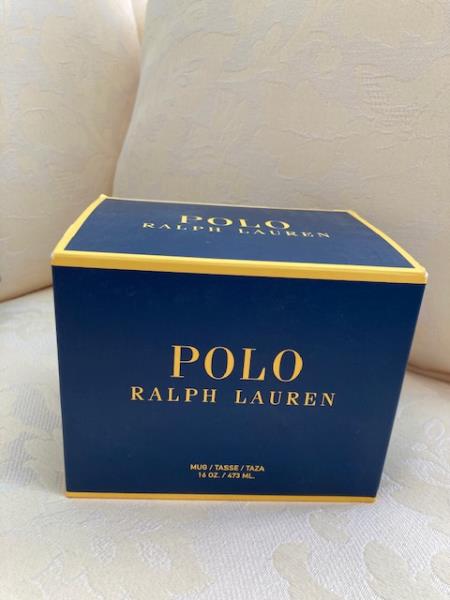 POLO
RALPH LAUREN
POLO
RALPH LAUREN
MUG / TASSE / TAZA
16 OZ. / 473 ML.